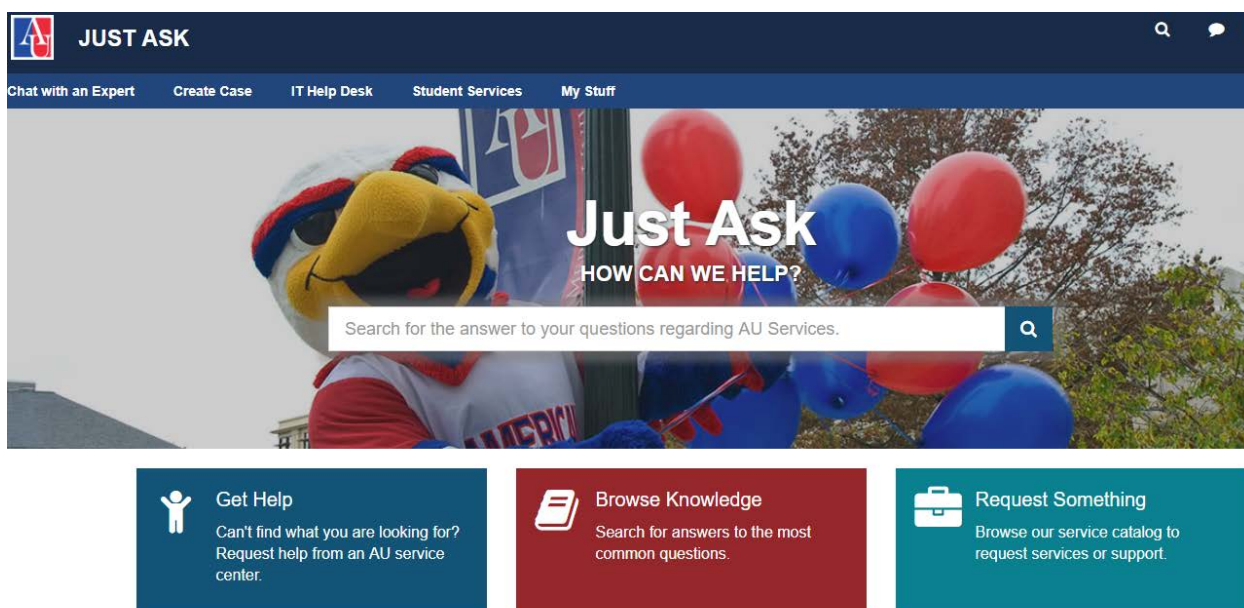 AU
JUST ASK
Chat with an Expert
Create Case
IT Help Desk
Student Services
My Stuff
AU
Just Ask
HOW CAN WE HELP?
Search for the answer to your questions regarding AU Services.
AMERIC
Get Help
Can't find what you are looking for?
Request help from an AU service
center.
Browse Knowledge
Search for answers to the most
common questions.
Request Something
Browse our service catalog to
request services or support.